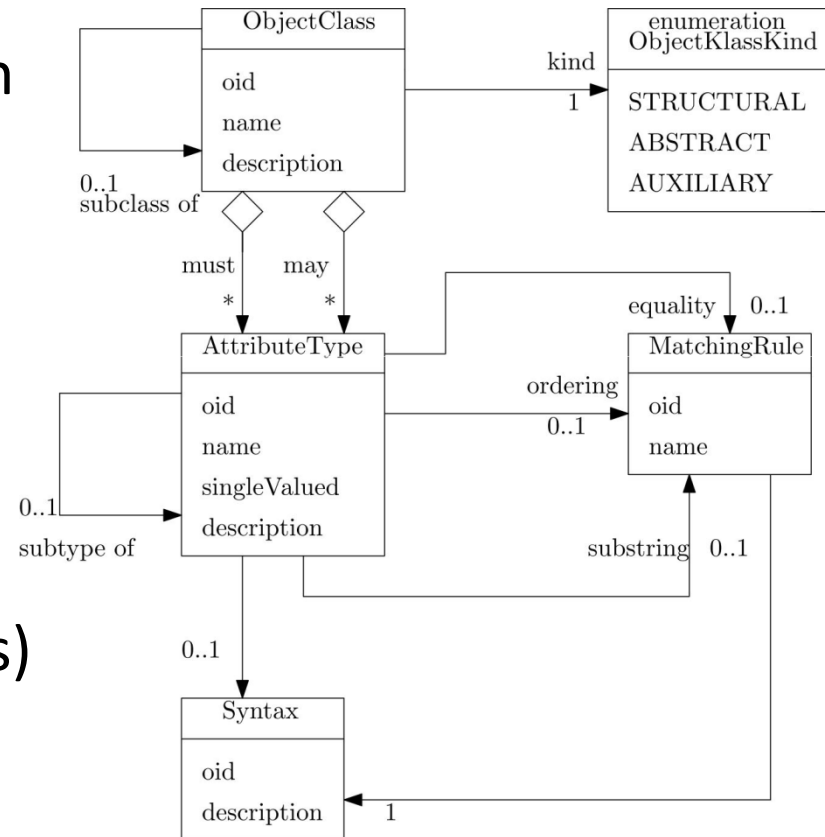 n
s)
ObjectClass
oid
name
description
0..1
subclass of
kind
1
enumeration
ObjectKlassKind
STRUCTURAL
ABSTRACT
AUXILIARY
must
*
may
*
AttributeType
oid
name
singleValued
description
0..1
subtype of
equality 0..1
ordering
0..1
substring 0..1
MatchingRule
oid
name
0..1
Syntax
oid
description
1